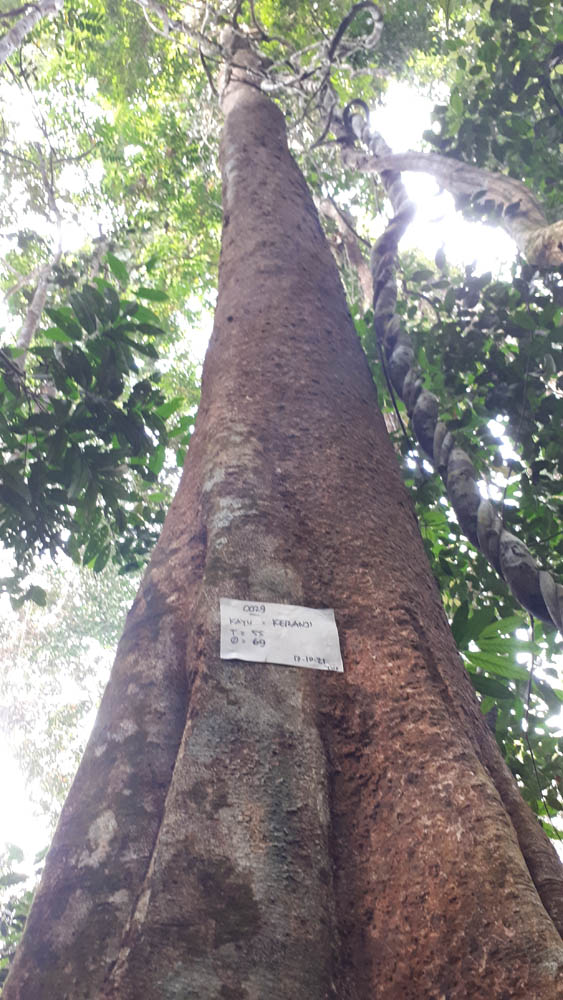 0029
KAYU = KERANJI
T = 55
Ø = 69
17-10-21